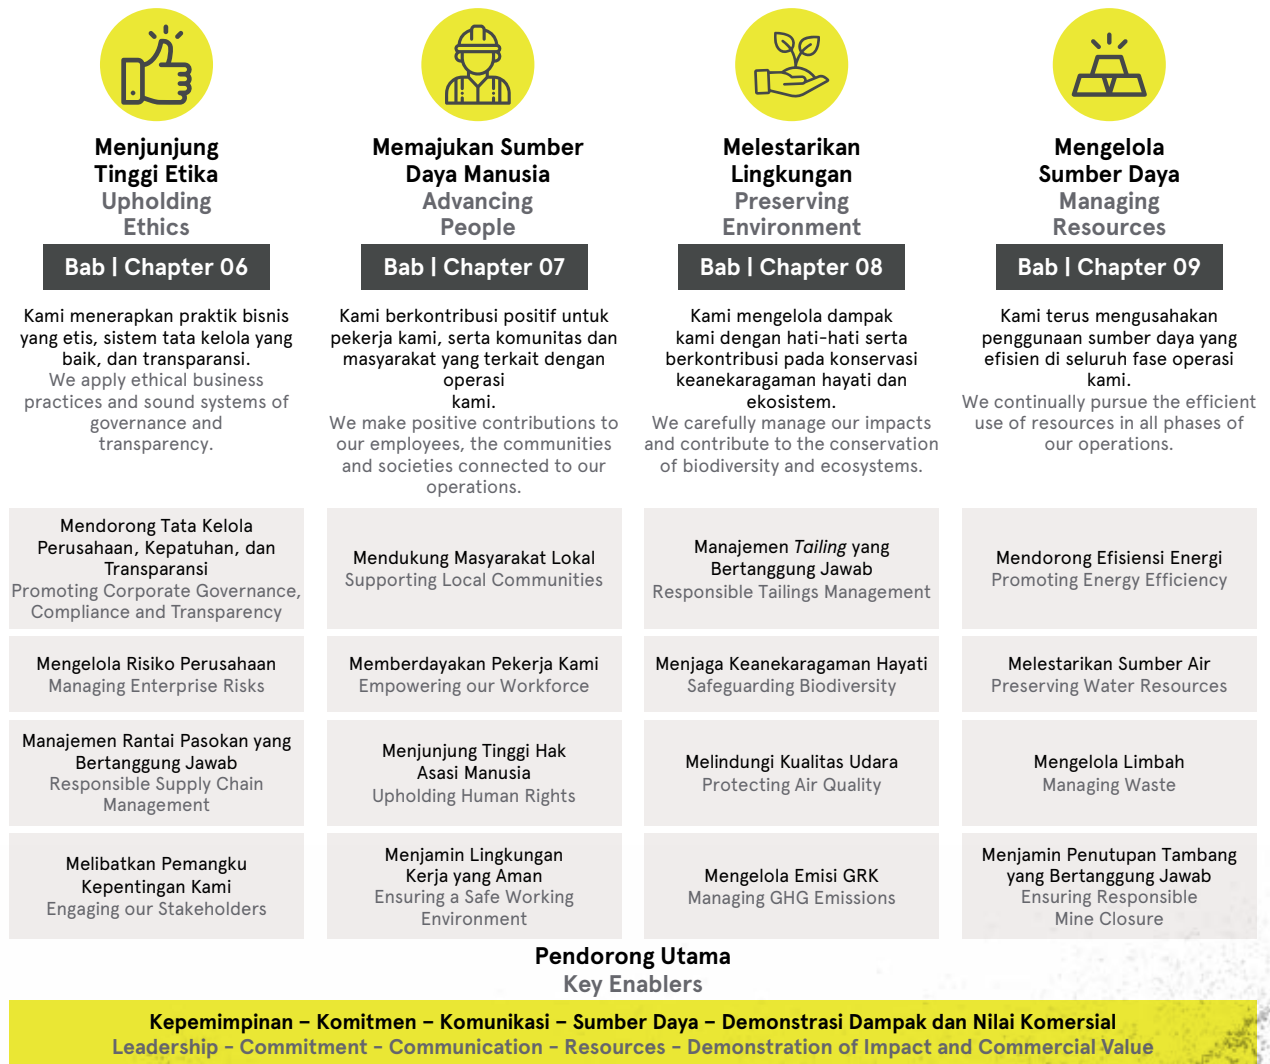 Menjunjung
Tinggi Etika
Upholding
Ethics
Bab | Chapter 06
Kami menerapkan praktik bisnis
yang etis, sistem tata kelola yang
baik, dan transparansi.
We apply ethical business
practices and sound systems of
governance and
transparency.
Mendorong Tata Kelola
Perusahaan, Kepatuhan, dan
Transparansi
Promoting Corporate Governance,
Compliance and Transparency
Mengelola Risiko Perusahaan
Managing Enterprise Risks
Manajemen Rantai Pasokan yang
Bertanggung Jawab
Responsible Supply Chain
Management
Melibatkan Pemangku
Kepentingan Kami
Engaging our Stakeholders
Memajukan Sumber
Daya Manusia
Advancing
People
Bab | Chapter 07
Kami berkontribusi positif untuk
pekerja kami, serta komunitas dan
masyarakat yang terkait dengan
operasi
kami.
We make positive contributions to
our employees, the communities
and societies connected to our
operations.
Mendukung Masyarakat Lokal
Supporting Local Communities
Memberdayakan Pekerja Kami
Empowering our Workforce
Menjunjung Tinggi Hak
Asasi Manusia
Upholding Human Rights
Menjamin Lingkungan
Kerja yang Aman
Ensuring a Safe Working
Environment
Melestarikan
Lingkungan
Preserving
Environment
Bab | Chapter 08
Kami mengelola dampak
kami dengan hati-hati serta
berkontribusi pada konservasi
keanekaragaman hayati dan
ekosistem.
We carefully manage our impacts
and contribute to the conservation
of biodiversity and ecosystems.
Manajemen Tailing yang
Bertanggung Jawab
Responsible Tailings Management
Menjaga Keanekaragaman Hayati
Safeguarding Biodiversity
Melindungi Kualitas Udara
Protecting Air Quality
Mengelola Emisi GRK
Managing GHG Emissions
Mengelola
Sumber Daya
Managing
Resources
Bab | Chapter 09
Kami terus mengusahakan
penggunaan sumber daya yang
efisien di seluruh fase operasi
kami.
We continually pursue the efficient
use of resources in all phases of
our operations.
Mendorong Efisiensi Energi
Promoting Energy Efficiency
Melestarikan Sumber Air
Preserving Water Resources
Mengelola Limbah
Managing Waste
Menjamin Penutupan Tambang
yang Bertanggung Jawab
Ensuring Responsible
Mine Closure
Pendorong Utama
Key Enablers
Kepemimpinan – Komitmen – Komunikasi – Sumber Daya – Demonstrasi Dampak dan Nilai Komersial
Leadership - Commitment - Communication - Resources - Demonstration of Impact and Commercial Value